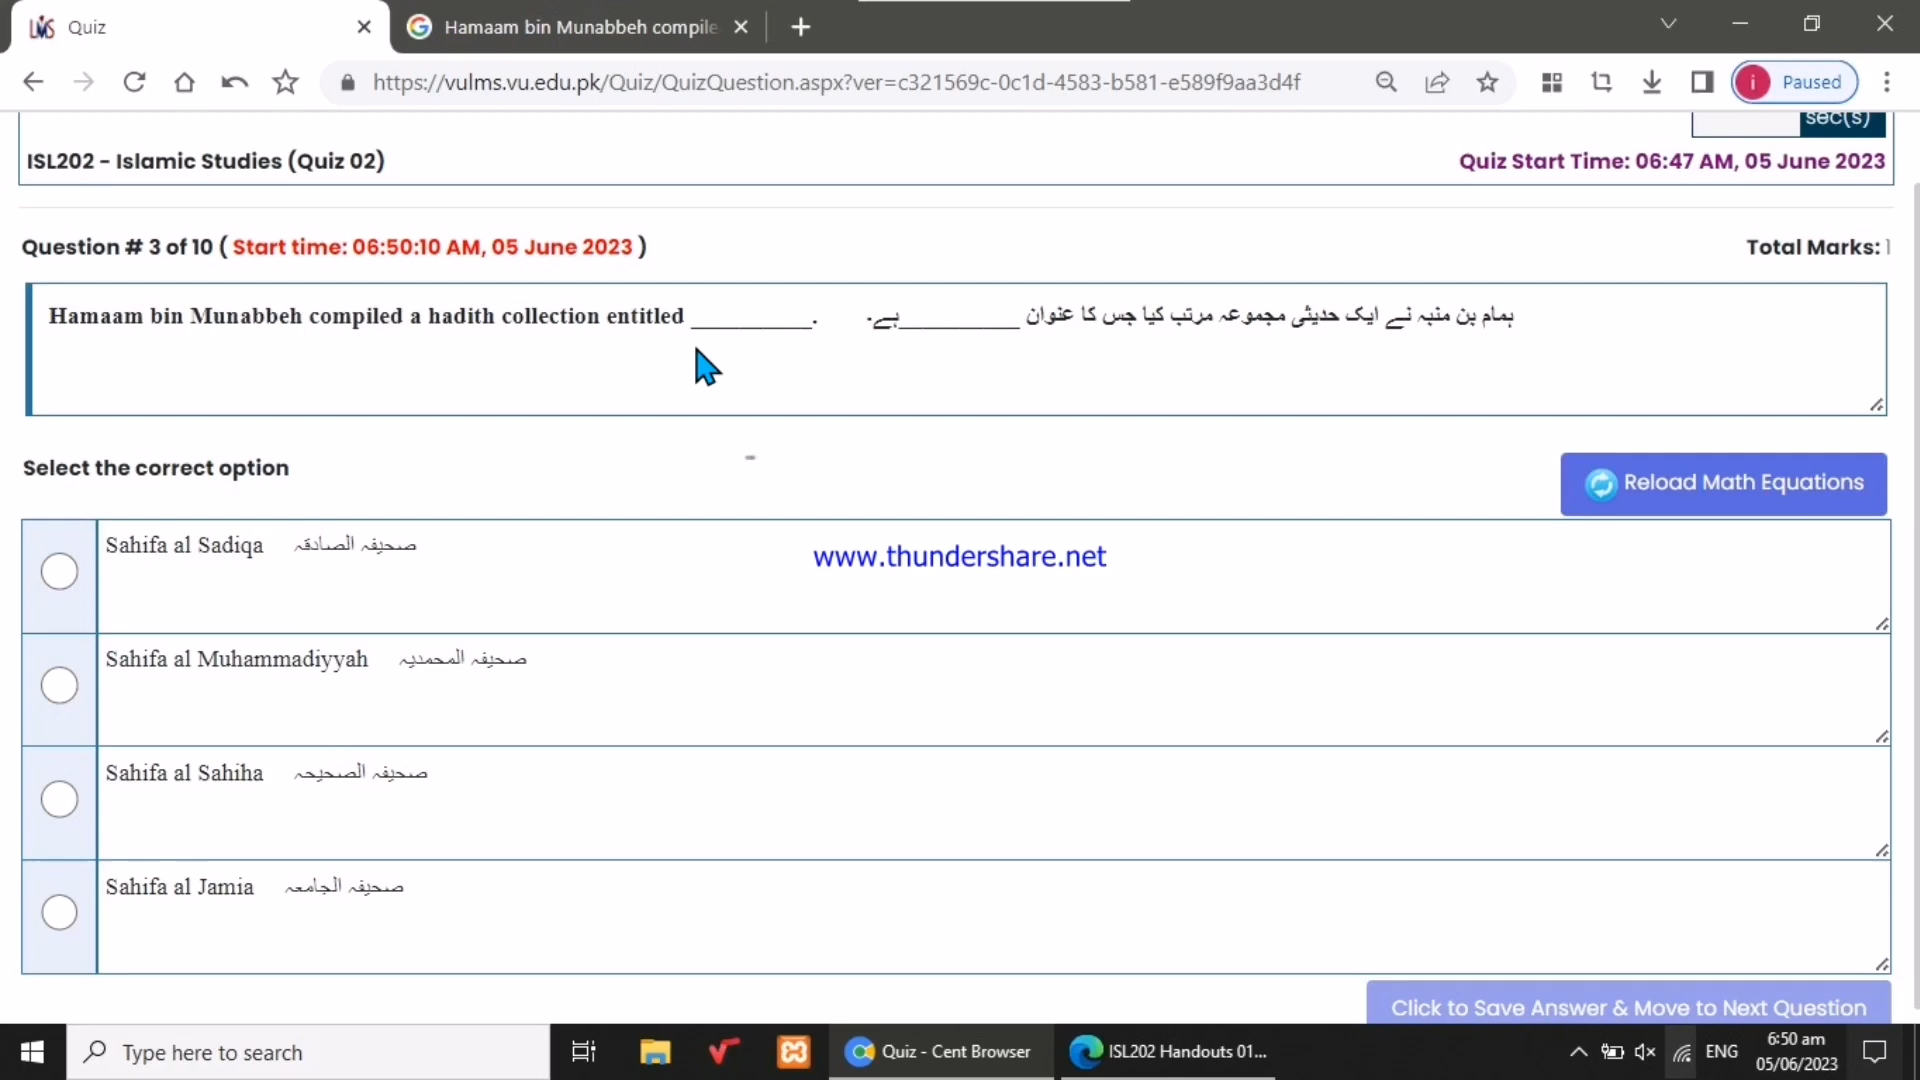 Quiz
Hamaam bin Munabbeh compile
https://vulms.vu.edu.pk/Quiz/QuizQuestion.aspx?ver=c321569c-0c1d-4583-b581-e589f9aa3d4f
Paused
sec(s)
ISL202 - Islamic Studies (Quiz 02)
Quiz Start Time: 06:47 AM, 05 June 2023
Question # 3 of 10 ( Start time: 06:50:10 AM, 05 June 2023 )
Total Marks: 1
Hamaam bin Munabbeh compiled a hadith collection entitled __________.
ہمام بن منبہ نے ایک حدیثی مجموعہ مرتب کیا جس کا عنوان __________ہے۔
Select the correct option
Reload Math Equations
Sahifa al Sadiqa صحیفہ الصادقہ
www.thundershare.net
Sahifa al Muhammadiyyah صحیفہ المحمدیہ
Sahifa al Sahiha صحیفہ الصحیحہ
Sahifa al Jamia صحیفہ الجامعہ
Click to Save Answer & Move to Next Question
Type here to search
Quiz - Cent Browser
ISL202 Handouts 01...
ENG
6:50 am
05/06/2023